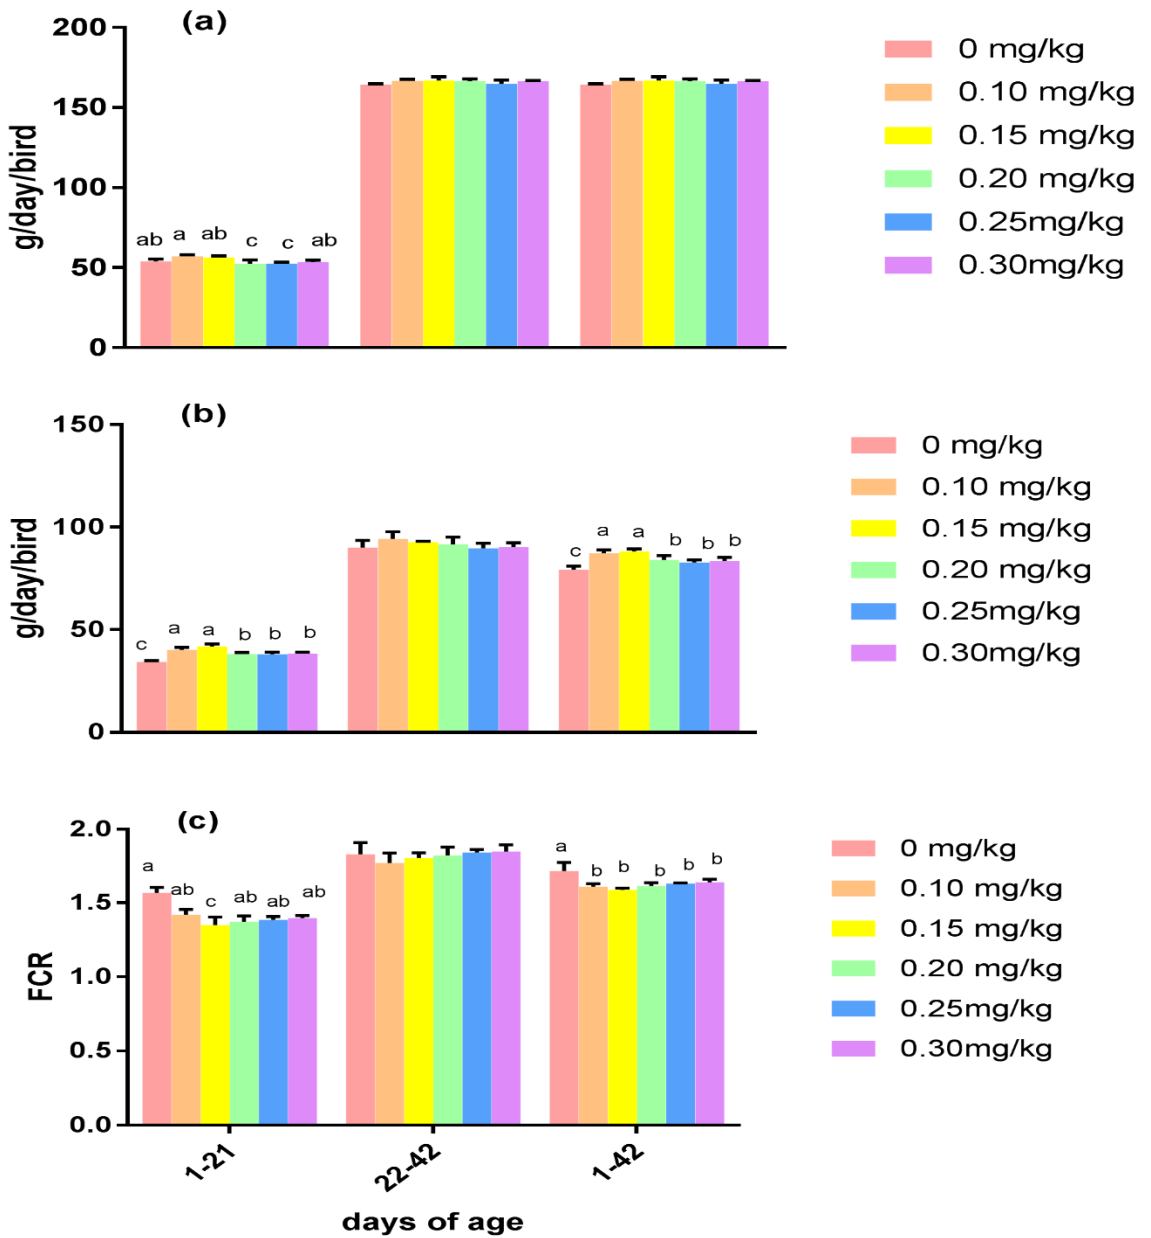 (a)
200
150
100
50
0
g/day/bird
ab a ab c c ab
0 mg/kg
0.10 mg/kg
0.15 mg/kg
0.20 mg/kg
0.25mg/kg
0.30mg/kg
(b)
150
100
50
0
g/day/bird
c a a b b b
c a a b b b
0 mg/kg
0.10 mg/kg
0.15 mg/kg
0.20 mg/kg
0.25mg/kg
0.30mg/kg
(c)
2.0
1.5
1.0
0.5
0.0
FCR
a ab c ab ab ab
a b b b b b
0 mg/kg
0.10 mg/kg
0.15 mg/kg
0.20 mg/kg
0.25mg/kg
0.30mg/kg
1-21 22-42 1-42
days of age